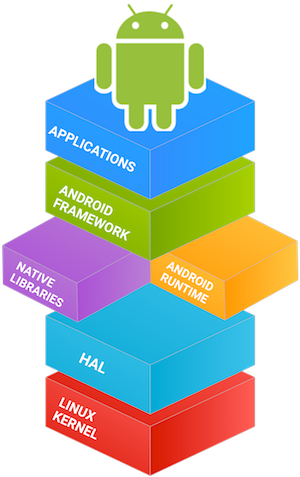 APPLICATIONS
ANDROID
FRAMEWORK
NATIVE
LIBRARIES
ANDROID
RUNTIME
HAL
LINUX
KERNEL